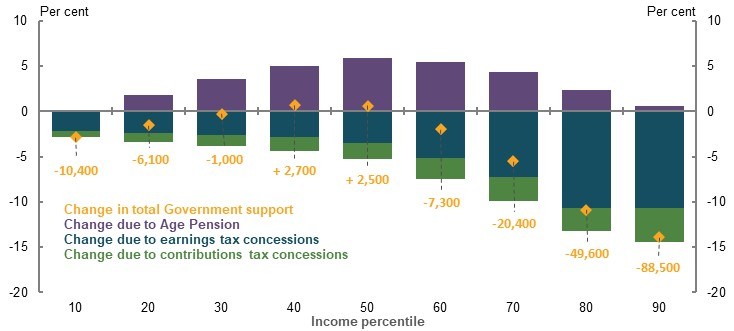 Per cent Per cent
10 10
5 5
0 0
-5 -5
-10 -10
-15 -15
-20 -20
-10,400
-6,100
-1,000
+ 2,700
+ 2,500
-7,300
-20,400
-49,600
-88,500
Change in total Government support
Change due to Age Pension
Change due to earnings tax concessions
Change due to contributions tax concessions
10 20 30 40 50 60 70 80 90
Income percentile